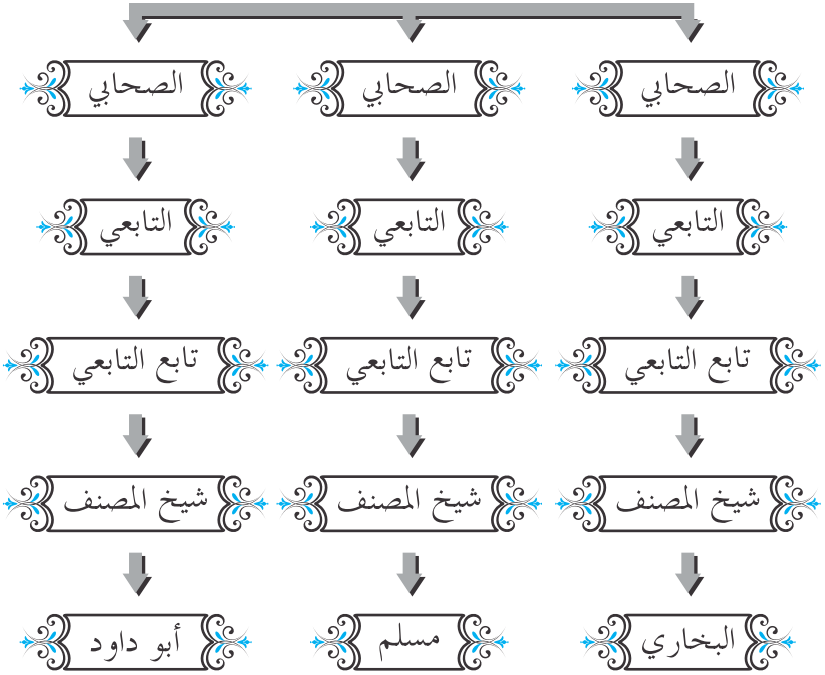 الصحابي الصحابي الصحابي
التابعي التابعي التابعي
تابع التابعي تابع التابعي تابع التابعي
شيخ المصنف شيخ المصنف شيخ المصنف
البخاري مسلم أبو داود